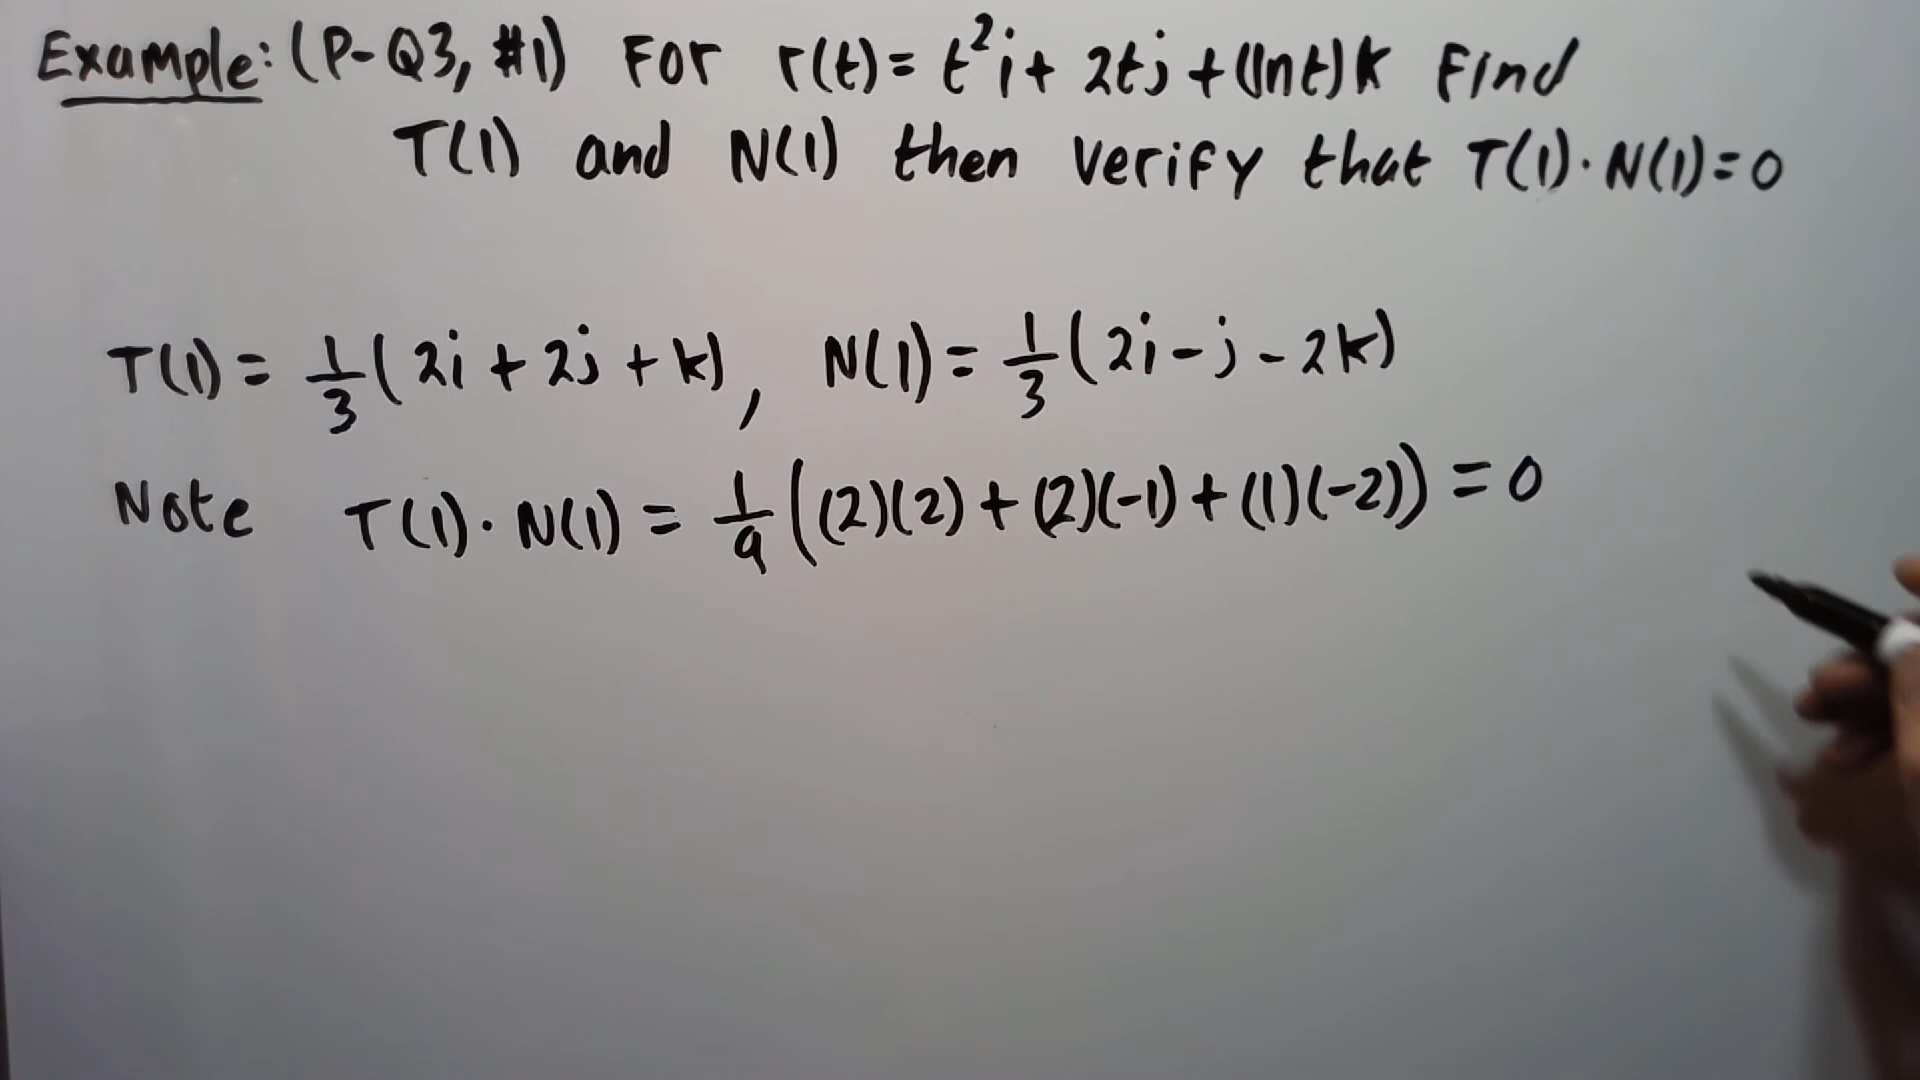 Example: (P-Q3, #1) For r(t) = t²i + 2tj + (lnt)k Find
T(1) and N(1) then verify that T(1)·N(1)=0
T(1) = 1/3 (2i + 2j + k), N(1) = 1/3 (2i - j - 2k)
Note T(1)·N(1) = 1/9 ((2)(2) + (2)(-1) + (1)(-2)) = 0